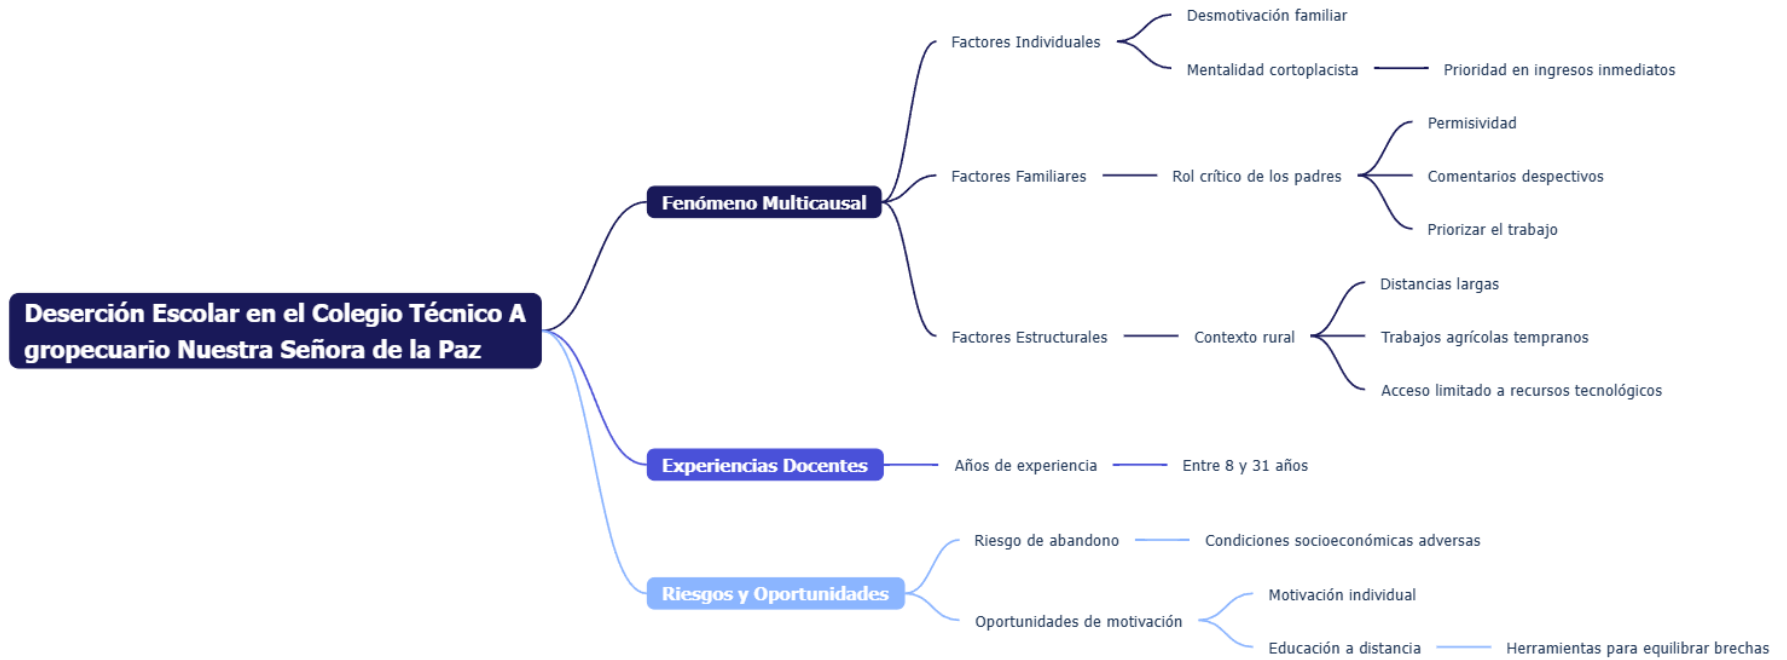 Deserción Escolar en el Colegio Técnico A
gropecuario Nuestra Señora de la Paz
Fenómeno Multicausal
Factores Individuales
Desmotivación familiar
Mentalidad cortoplacista
Prioridad en ingresos inmediatos
Factores Familiares
Rol crítico de los padres
Permisividad
Comentarios despectivos
Priorizar el trabajo
Factores Estructurales
Contexto rural
Distancias largas
Trabajos agrícolas tempranos
Acceso limitado a recursos tecnológicos
Experiencias Docentes
Años de experiencia
Entre 8 y 31 años
Riesgos y Oportunidades
Riesgo de abandono
Condiciones socioeconómicas adversas
Oportunidades de motivación
Motivación individual
Educación a distancia
Herramientas para equilibrar brechas